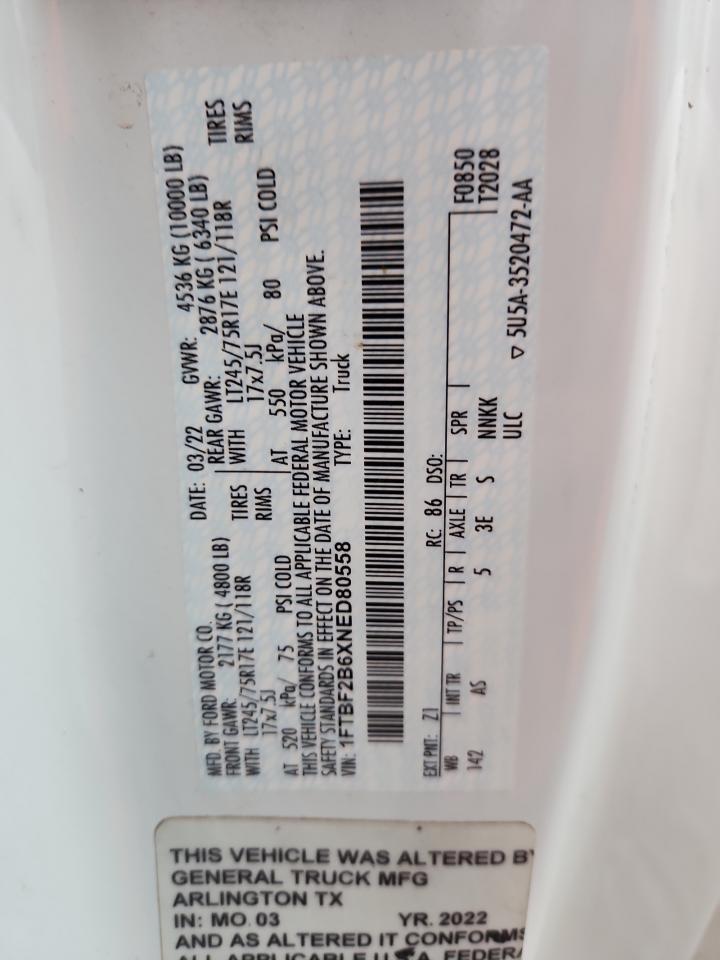 MFD. BY FORD MOTOR CO.
DATE: 03/22 GVWR: 4536 KG (10000 LB)
FRONT GAWR: 2177 KG ( 4800 LB)
REAR GAWR: 2876 KG ( 6340 LB)
WITH LT245/75R17E 121/118R TIRES
WITH LT245/75R17E 121/118R TIRES
17x7.5J RIMS
17x7.5J RIMS
AT 520 kPa/ 75 PSI COLD
AT 550 kPa/ 80 PSI COLD
THIS VEHICLE CONFORMS TO ALL APPLICABLE FEDERAL MOTOR VEHICLE
SAFETY STANDARDS IN EFFECT ON THE DATE OF MANUFACTURE SHOWN ABOVE.
VIN: 1FTBF2B6XNED80558
TYPE: Truck
EXT PNT: Z1 RC: 86 DSO: F0850
WB INT TR TP/PS R AXLE TR SPR T2028
142 AS 5 3E S NNKK
ULC
▽ 5U5A-3520472-AA
THIS VEHICLE WAS ALTERED BY
GENERAL TRUCK MFG
ARLINGTON TX
IN: MO. 03 YR. 2022
AND AS ALTERED IT CONFORMS
ALL APPLICABLE U.S.A. FEDERA